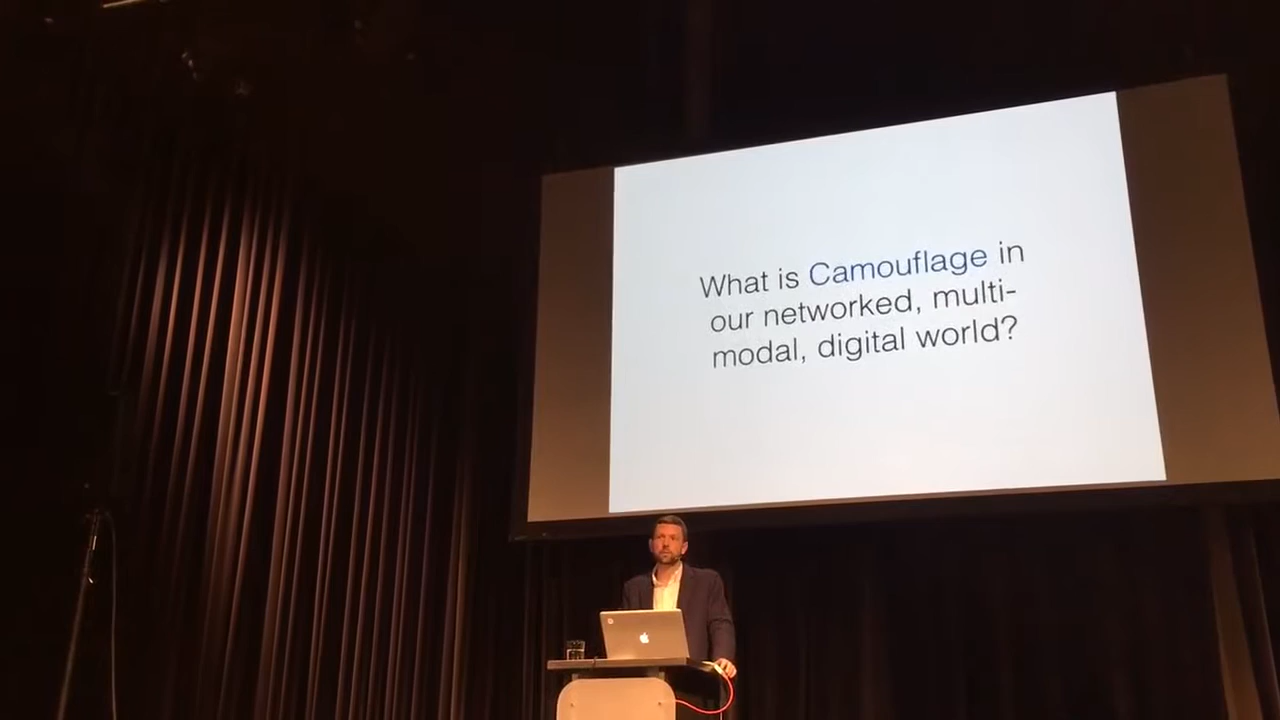 What is Camouflage in
our networked, multi-
modal, digital world?